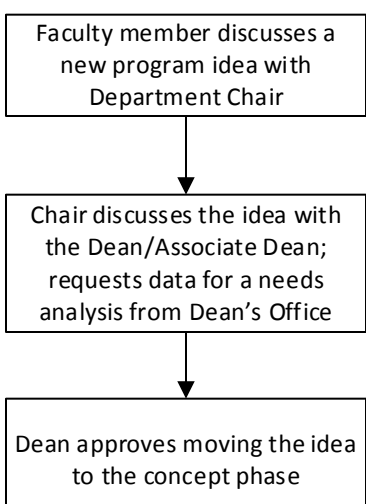 Faculty member discusses a
new program idea with
Department Chair
Chair discusses the idea with
the Dean/Associate Dean;
requests data for a needs
analysis from Dean’s Office
Dean approves moving the idea
to the concept phase